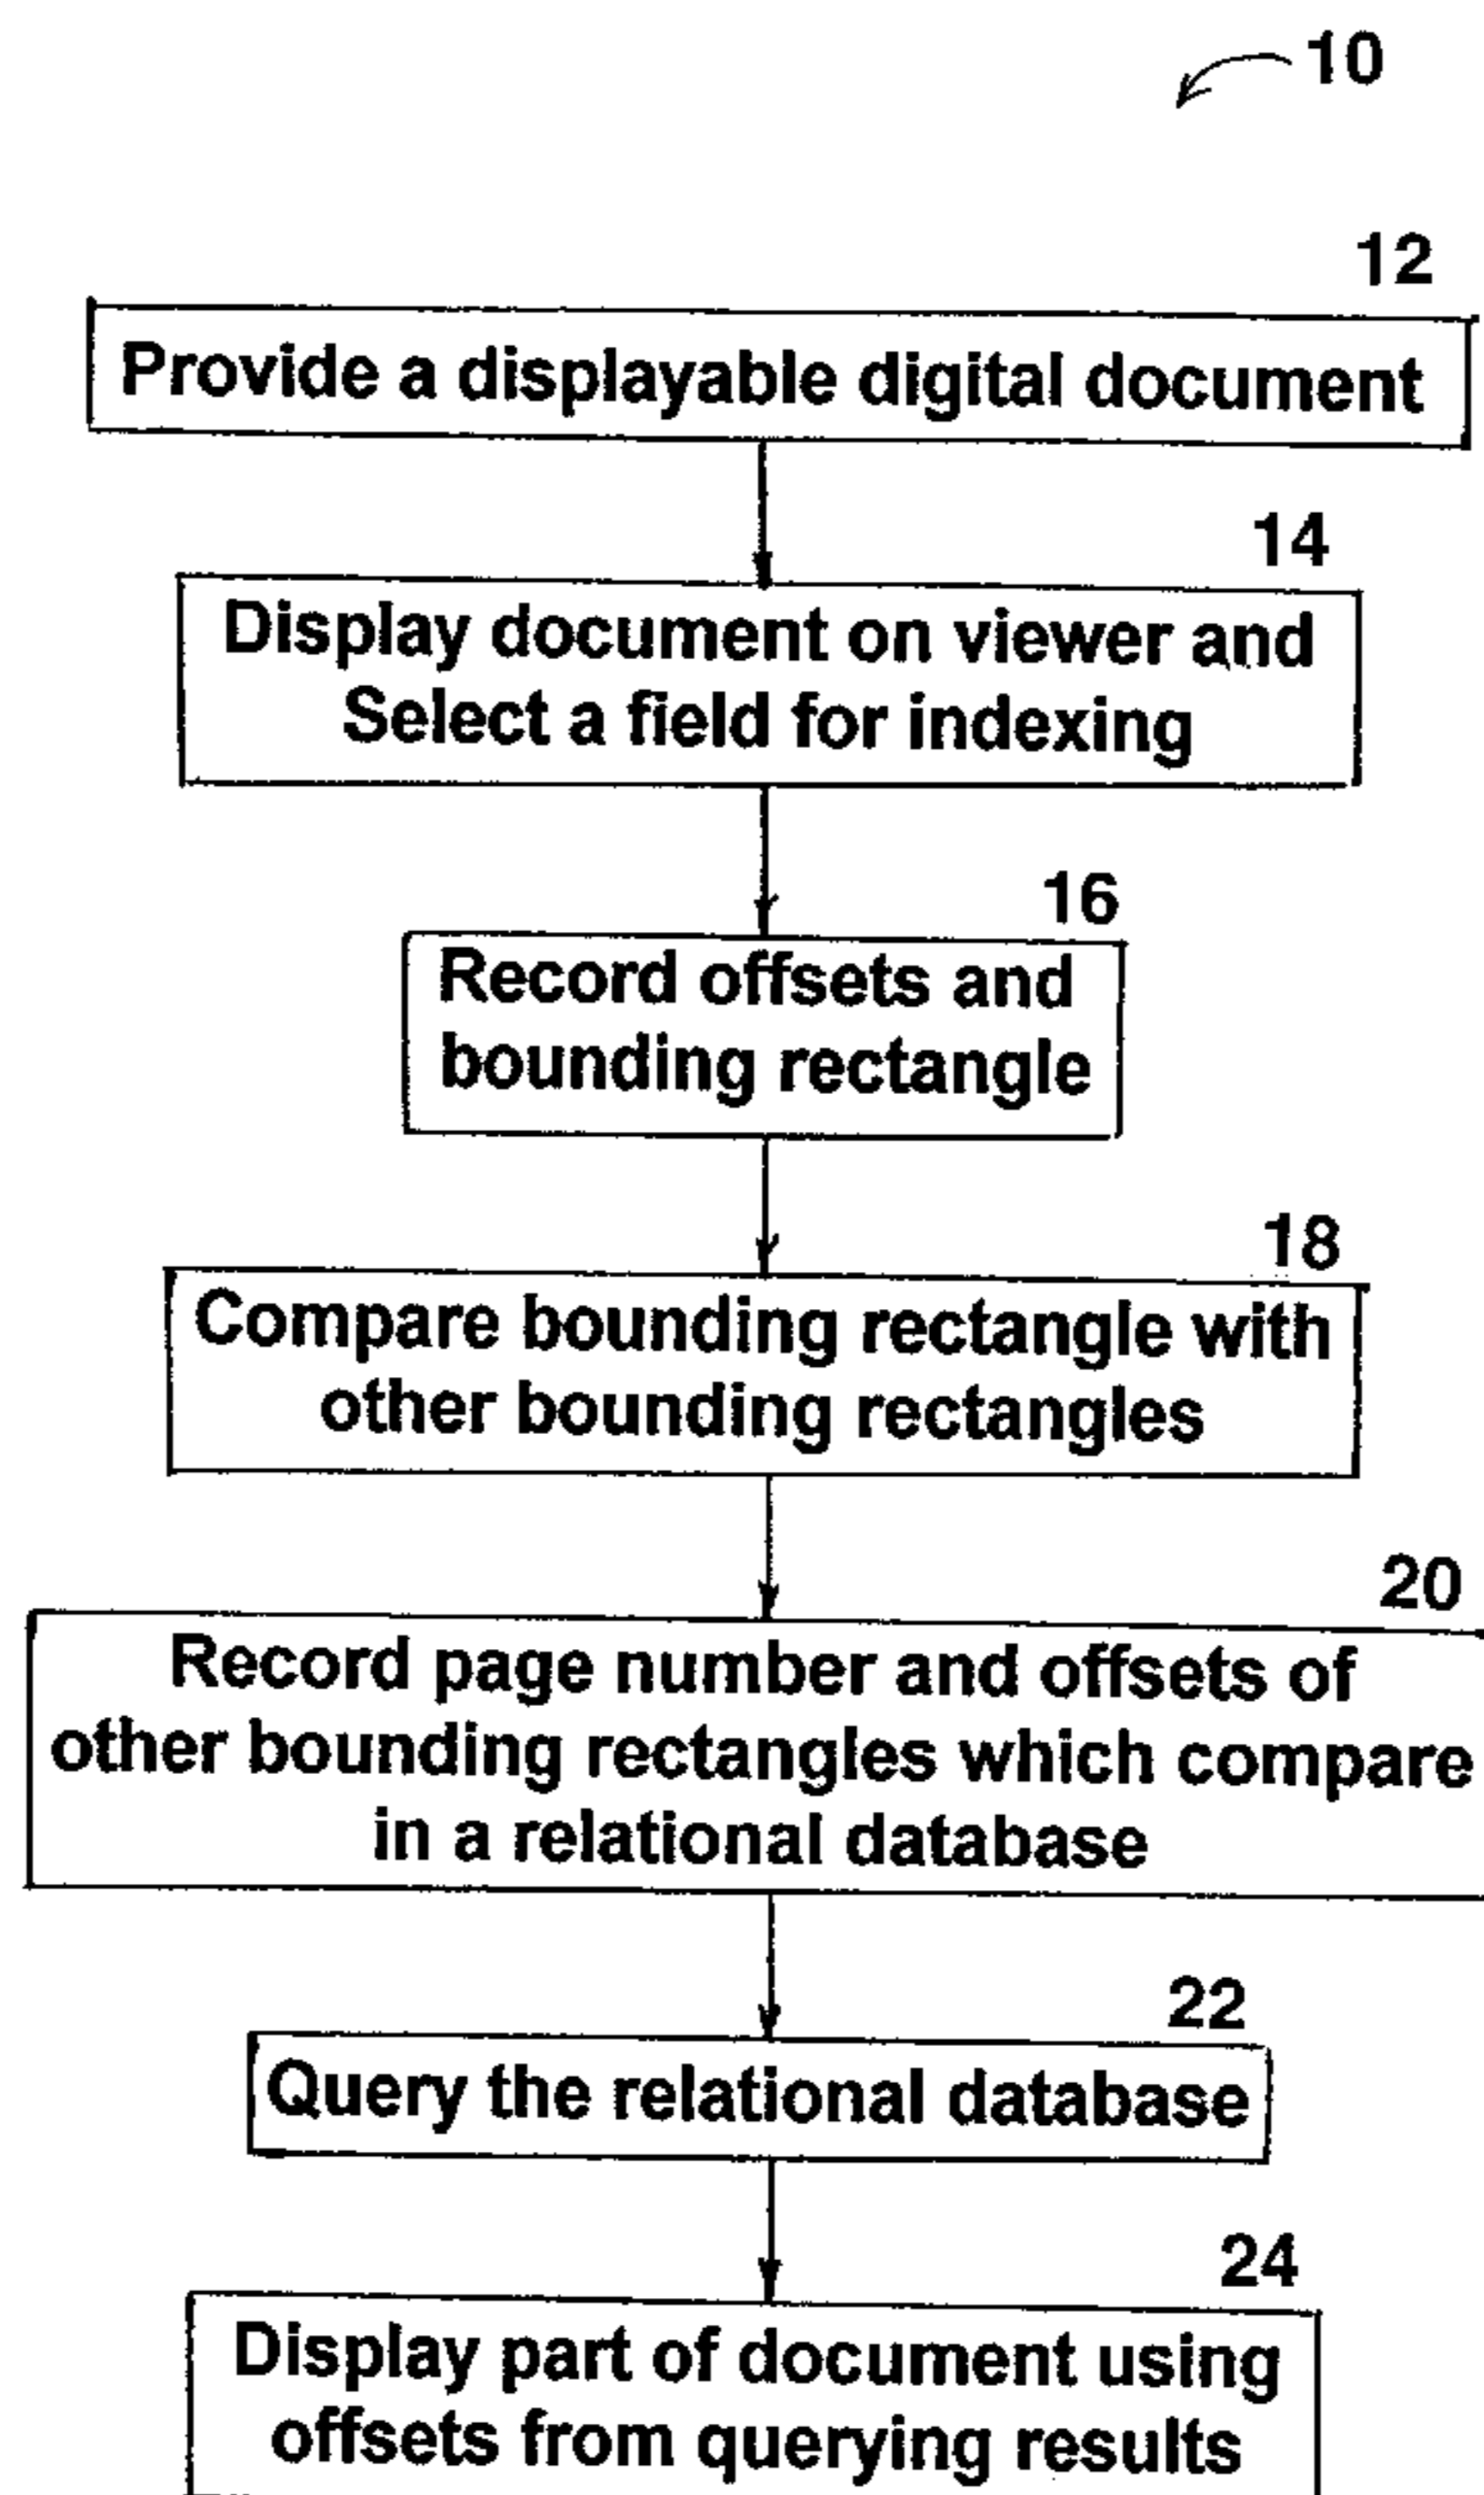 10
12
Provide a displayable digital document
14
Display document on viewer and
Select a field for indexing
16
Record offsets and
bounding rectangle
18
Compare bounding rectangle with
other bounding rectangles
20
Record page number and offsets of
other bounding rectangles which compare
in a relational database
22
Query the relational database
24
Display part of document using
offsets from querying results